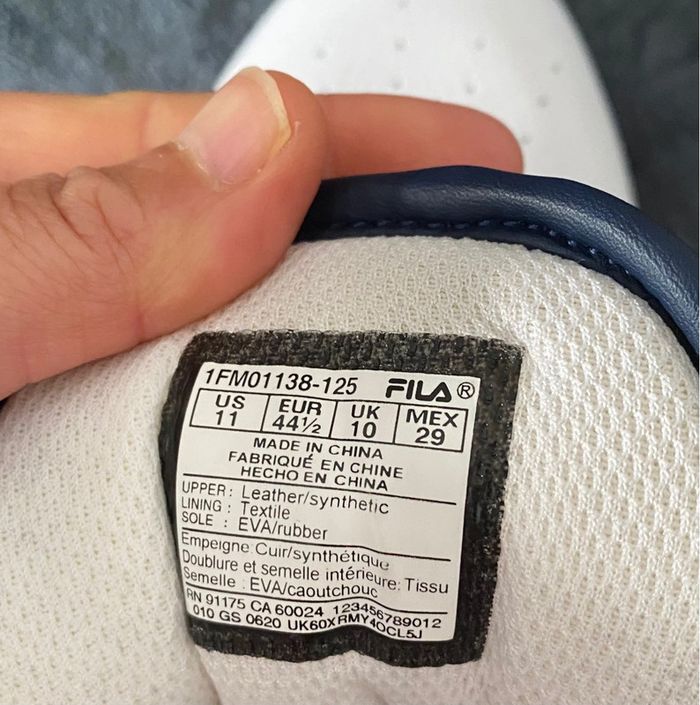 1FM01138-125 FILA®
US EUR UK MEX
11 44½ 10 29
MADE IN CHINA
FABRIQUÉ EN CHINE
HECHO EN CHINA
UPPER : Leather/synthetic
LINING : Textile
SOLE : EVA/rubber
Empeigne Cuir/synthétique
Doublure et semelle intérieure: Tissu
Semelle : EVA/caoutchouc
RN 91175 CA 60024 123456789012
010 GS 0620 UK60XRMY4OCL5J